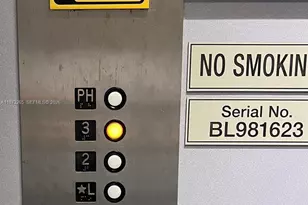 NO SMOKIN
PH
3
2
★L
Serial No.
BL981623